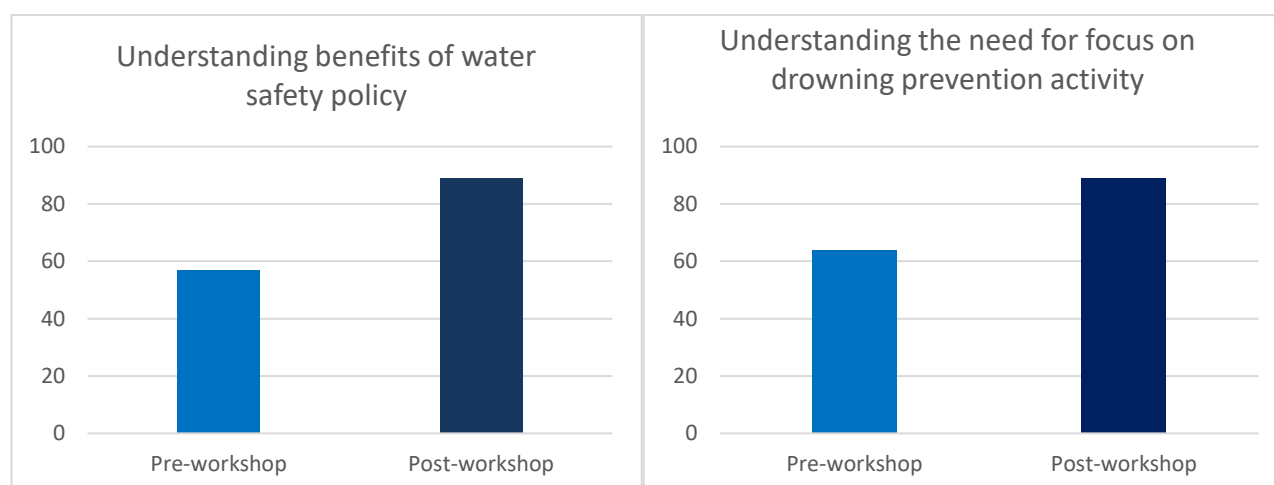 Understanding benefits of water
safety policy
100
80
60
40
20
0
Pre-workshop
Post-workshop
Understanding the need for focus on
drowning prevention activity
100
80
60
40
20
0
Pre-workshop
Post-workshop